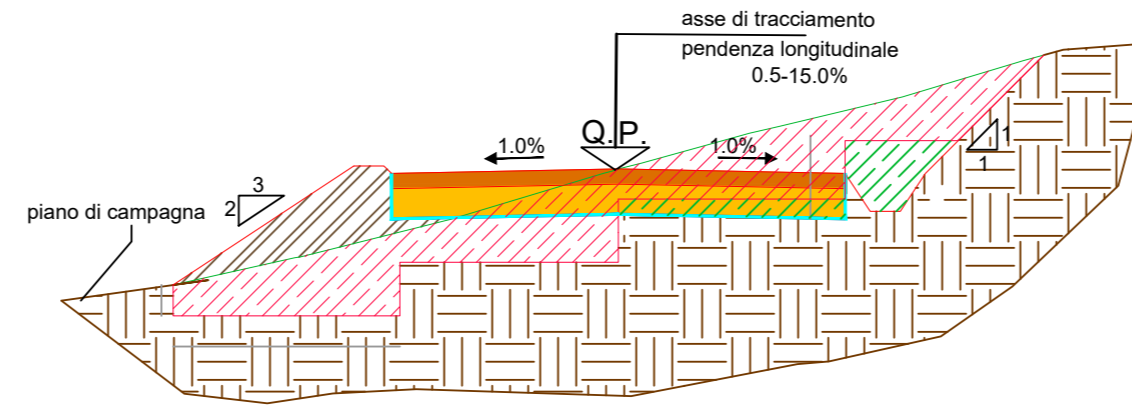 asse di tracciamento
pendenza longitudinale
0.5-15.0%
Q.P.
1.0%
1.0%
1
1
3
2
piano di campagna